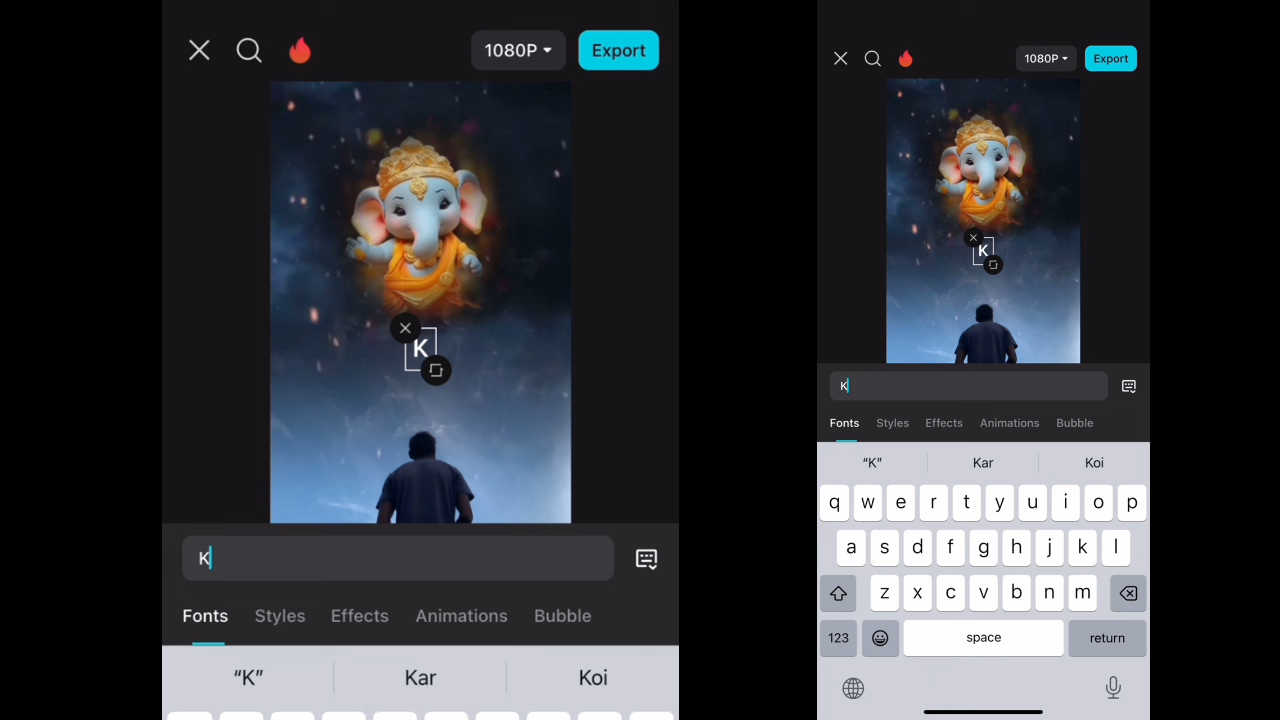 1080P
Export
K
K
Fonts Styles Effects Animations Bubble
“K” Kar Koi
1080P
Export
K
K
Fonts Styles Effects Animations Bubble
“K” Kar Koi
q w e r t y u i o p
a s d f g h j k l
z x c v b n m
123 space return